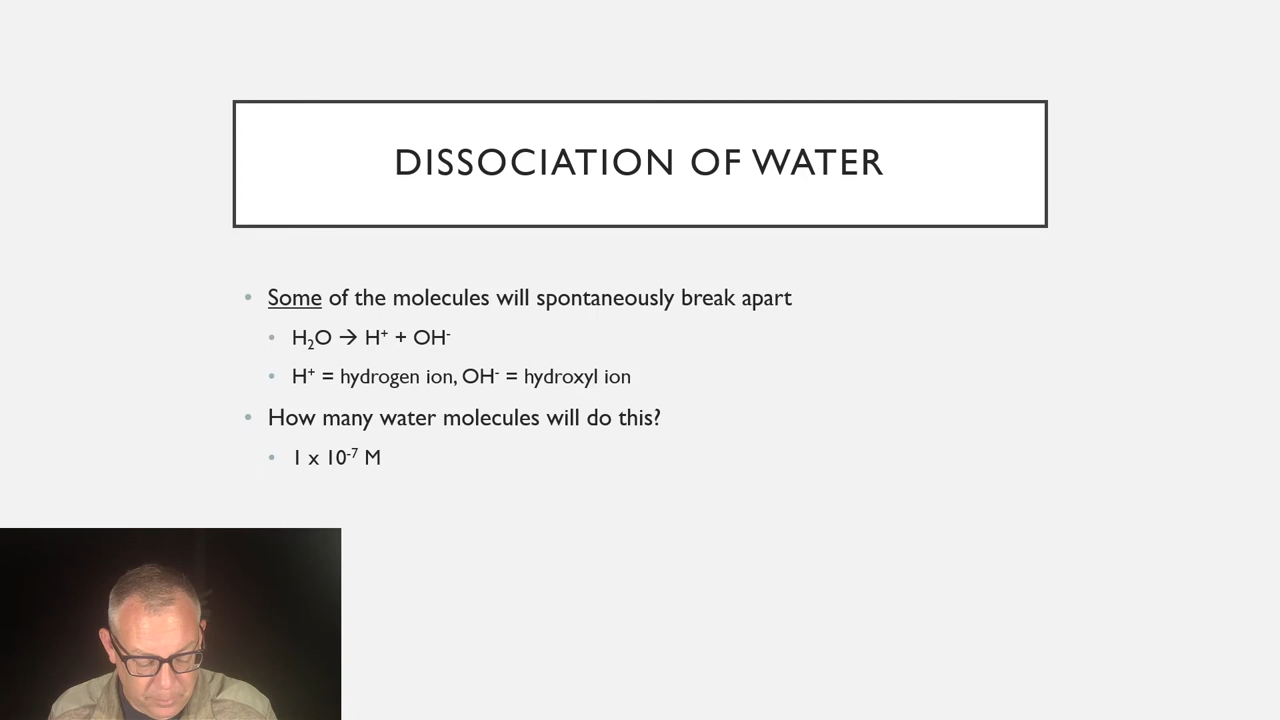 DISSOCIATION OF WATER
• Some of the molecules will spontaneously break apart
• H₂O → H⁺ + OH⁻
• H⁺ = hydrogen ion, OH⁻ = hydroxyl ion
• How many water molecules will do this?
• 1 x 10⁻⁷ M